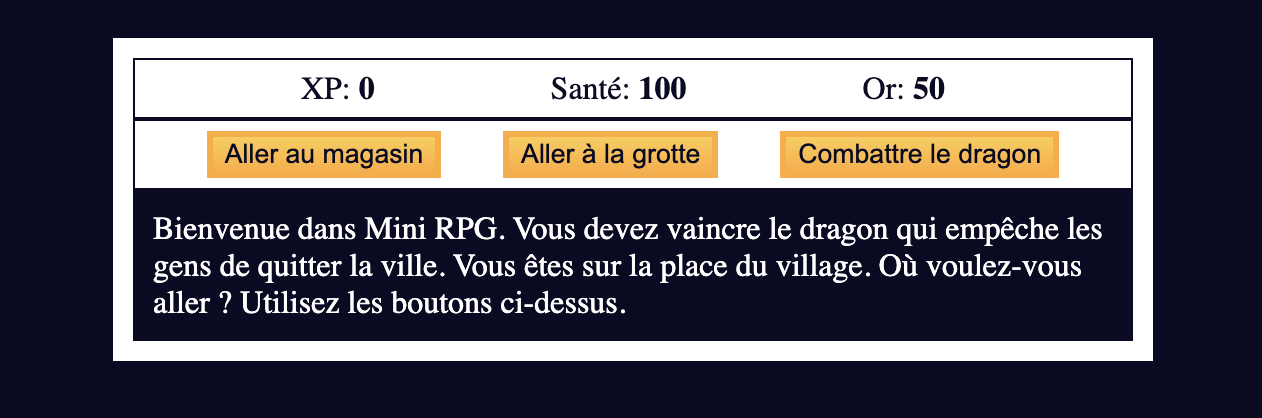 XP: 0 Santé: 100 Or: 50
Aller au magasin Aller à la grotte Combattre le dragon
Bienvenue dans Mini RPG. Vous devez vaincre le dragon qui empêche les
gens de quitter la ville. Vous êtes sur la place du village. Où voulez-vous
aller ? Utilisez les boutons ci-dessus.